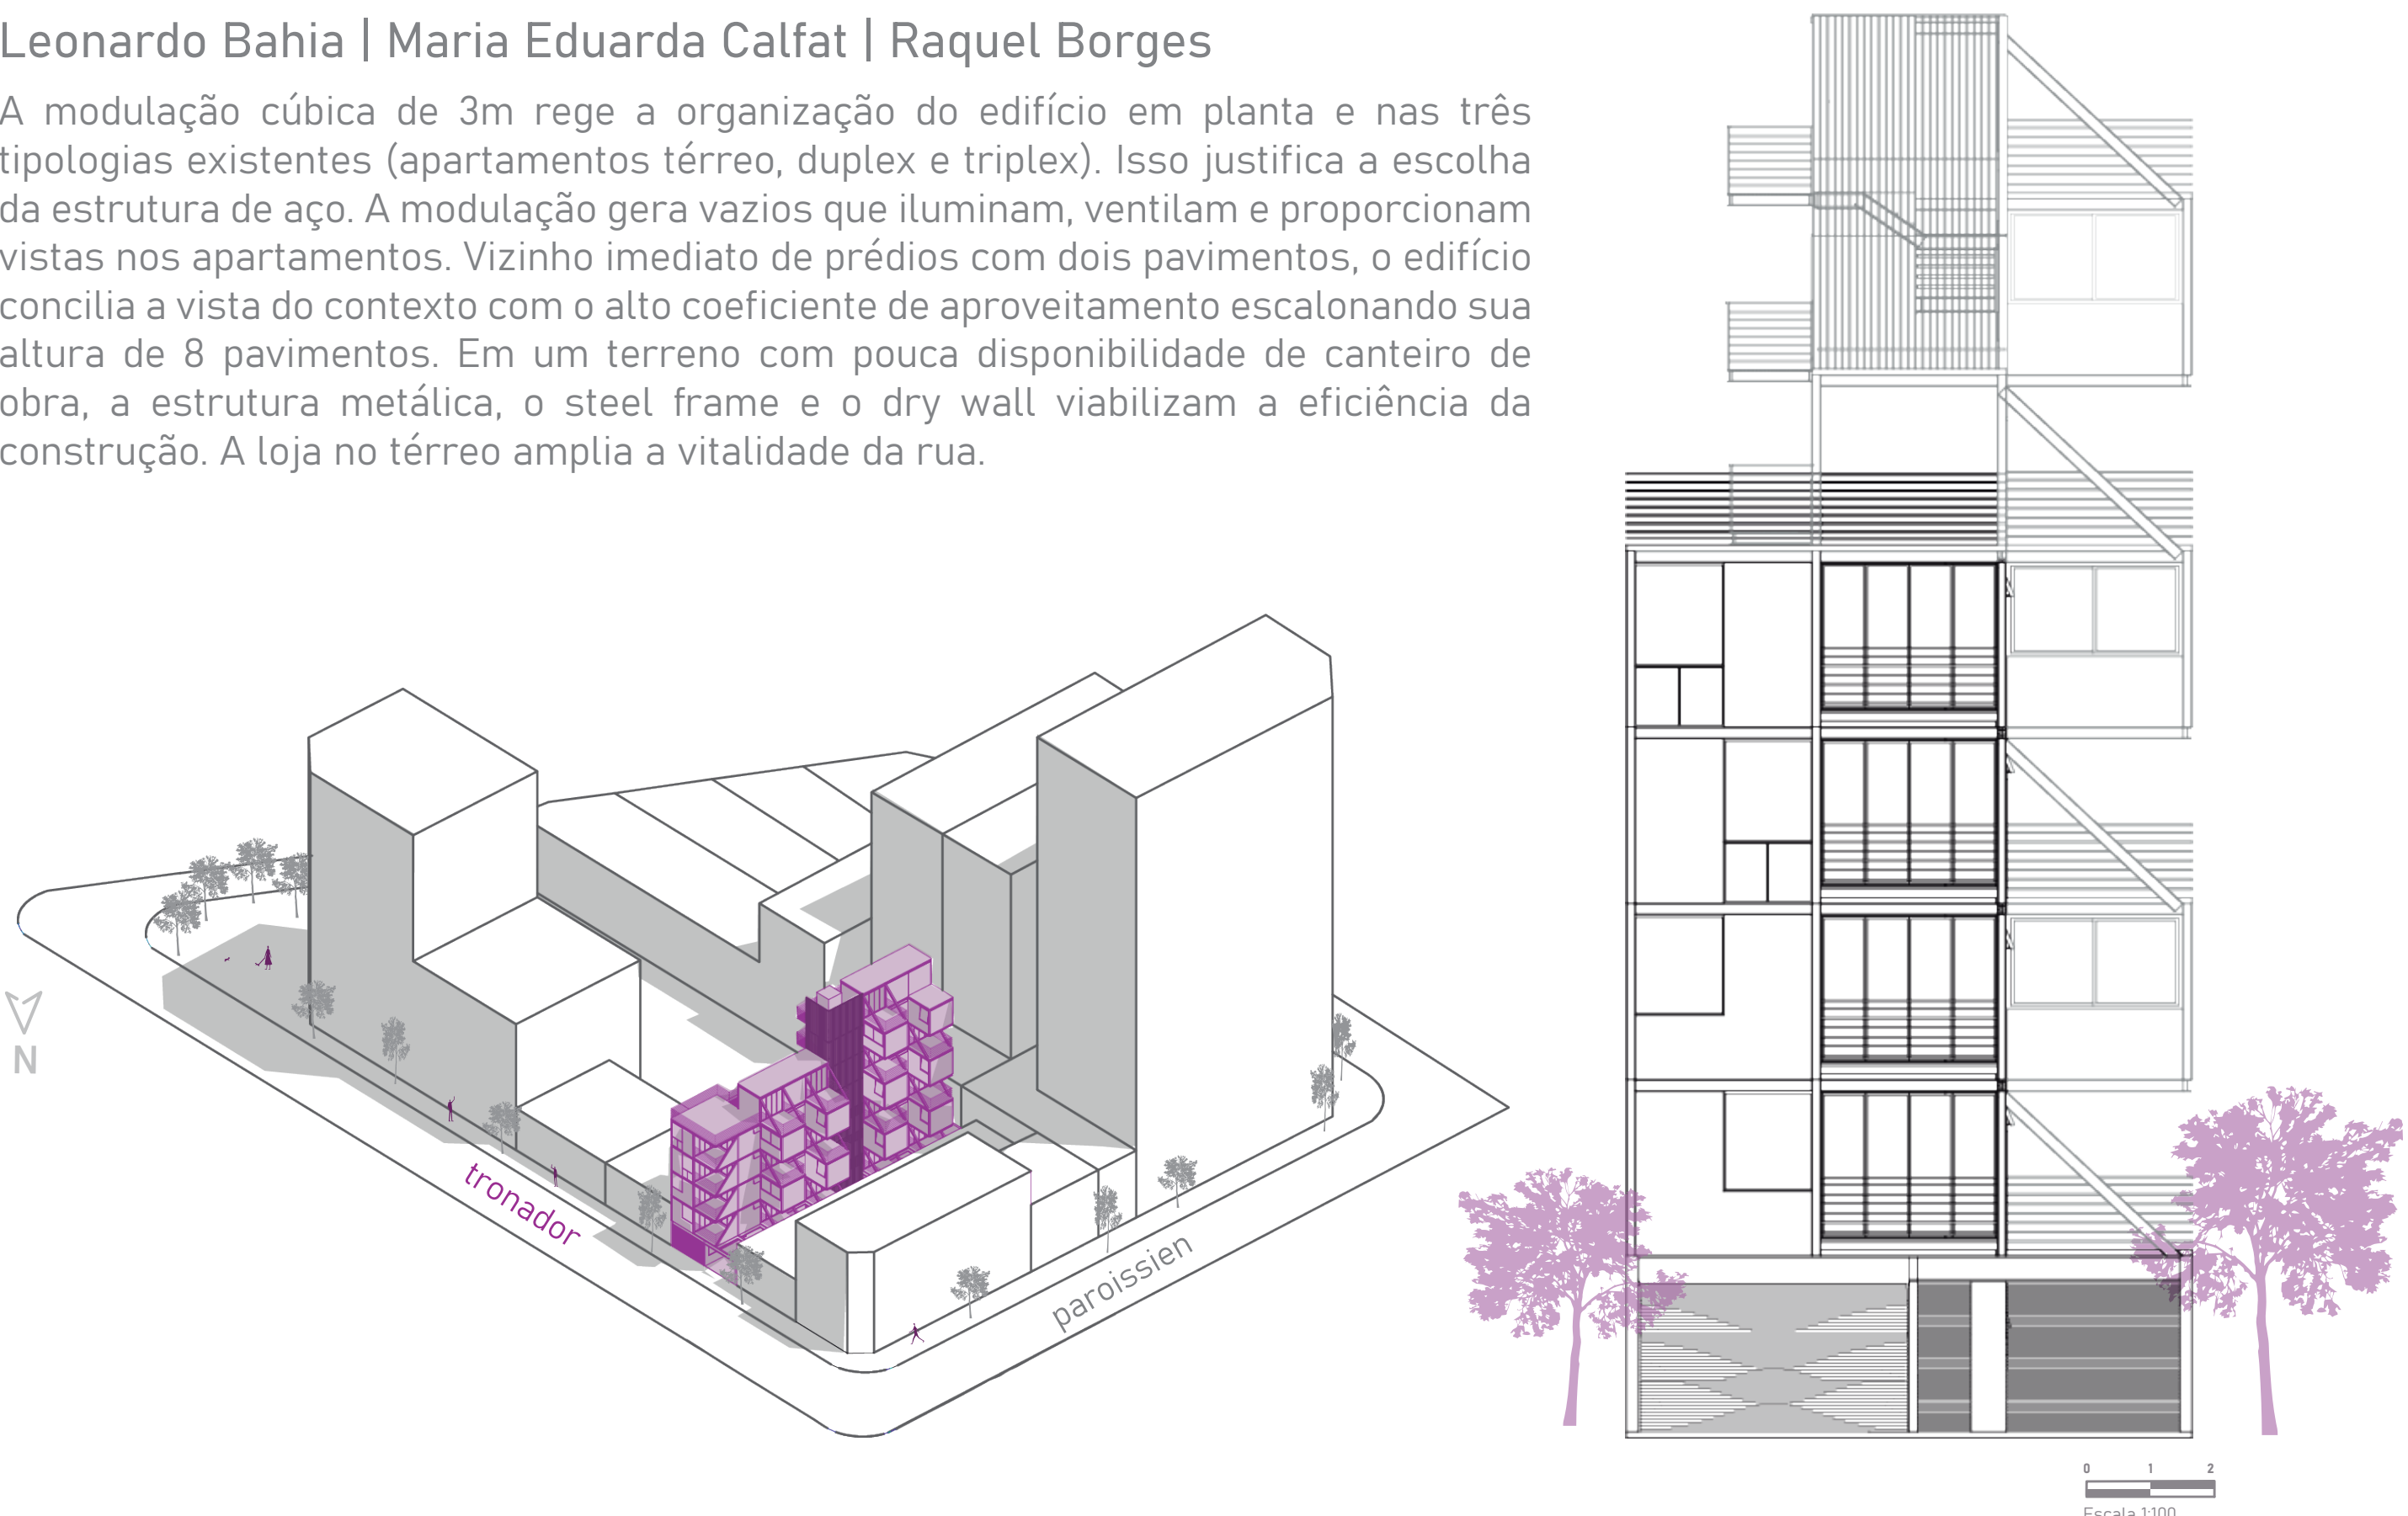 Leonardo Bahia | Maria Eduarda Calfat | Raquel Borges
A modulação cúbica de 3m rege a organização do edifício em planta e nas três
tipologias existentes (apartamentos térreo, duplex e triplex). Isso justifica a escolha
da estrutura de aço. A modulação gera vazios que iluminam, ventilam e proporcionam
vistas nos apartamentos. Vizinho imediato de prédios com dois pavimentos, o edifício
concilia a vista do contexto com o alto coeficiente de aproveitamento escalonando sua
altura de 8 pavimentos. Em um terreno com pouca disponibilidade de canteiro de
obra, a estrutura metálica, o steel frame e o dry wall viabilizam a eficiência da
construção. A loja no térreo amplia a vitalidade da rua.
N
tronador
paroissien
0 1 2
Escala 1:100